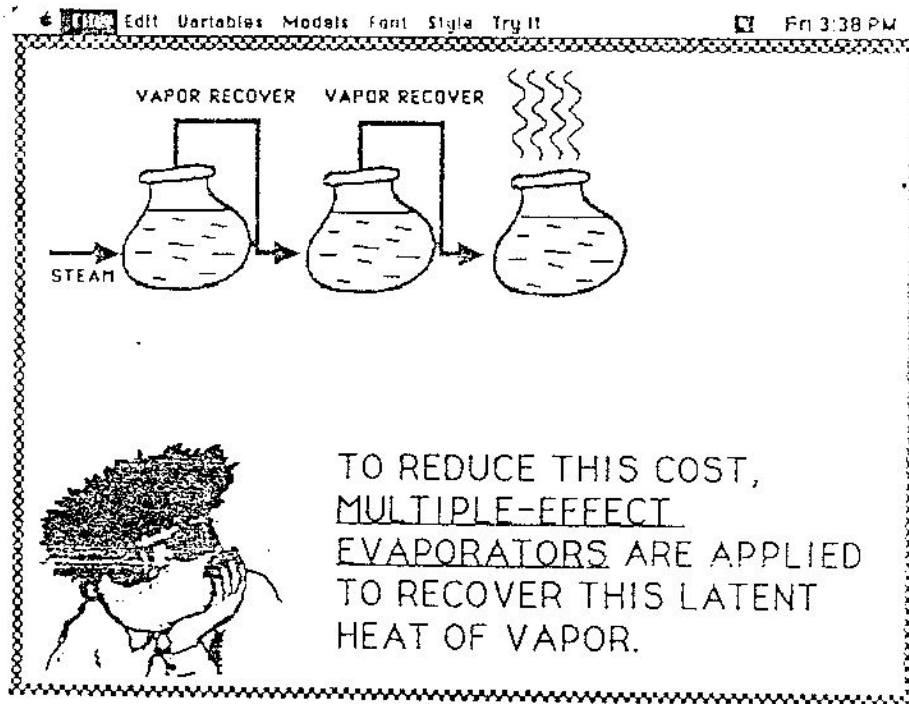 Edit Variables Models Font Style Try It Fri 3:38 PM
VAPOR RECOVER VAPOR RECOVER
STEAM
TO REDUCE THIS COST,
MULTIPLE-EFFECT
EVAPORATORS ARE APPLIED
TO RECOVER THIS LATENT
HEAT OF VAPOR.